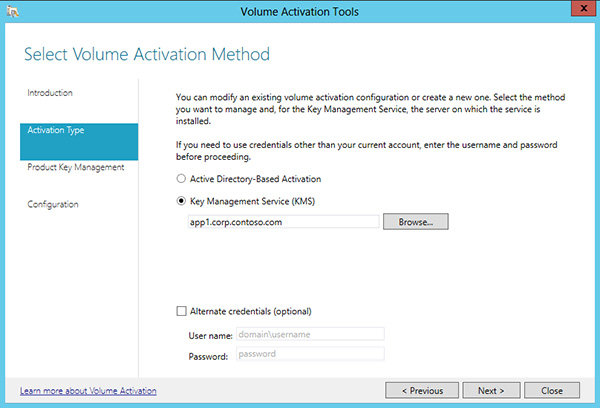 Volume Activation Tools
x
Select Volume Activation Method
Introduction
Activation Type
Product Key Management
Configuration
You can modify an existing volume activation configuration or create a new one. Select the method
you want to manage and, for the Key Management Service, the server on which the service is
installed.
If you need to use credentials other than your current account, enter the username and password
before proceeding.
Active Directory-Based Activation
Key Management Service (KMS)
app1.corp.contoso.com
Browse...
Alternate credentials (optional)
User name: domain\username
Password: password
Learn more about Volume Activation
< Previous
Next >
Close